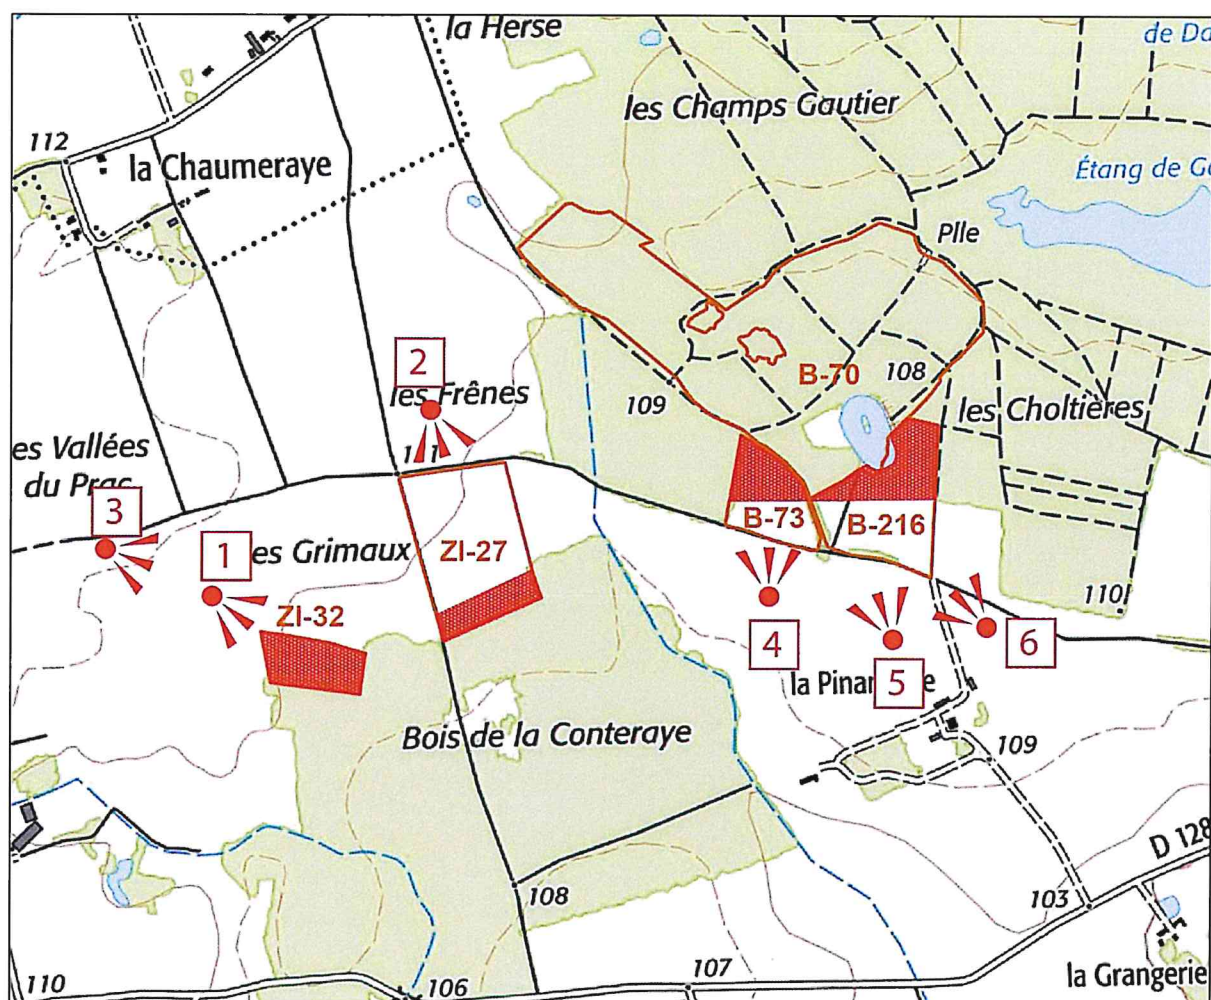 la Herse
de Da
les Champs Gautier
112
la Chaumeraye
Étang de G
Plle
2
les Frênes
B-70
108
109
les Choltières
es Vallées
du Prac
3
1
es Grimaux
ZI-27
B-73
B-216
ZI-32
110
4
5
6
la Pinar
e
Bois de la Conteraye
109
108
103
D 128
110
106
107
la Grangerie